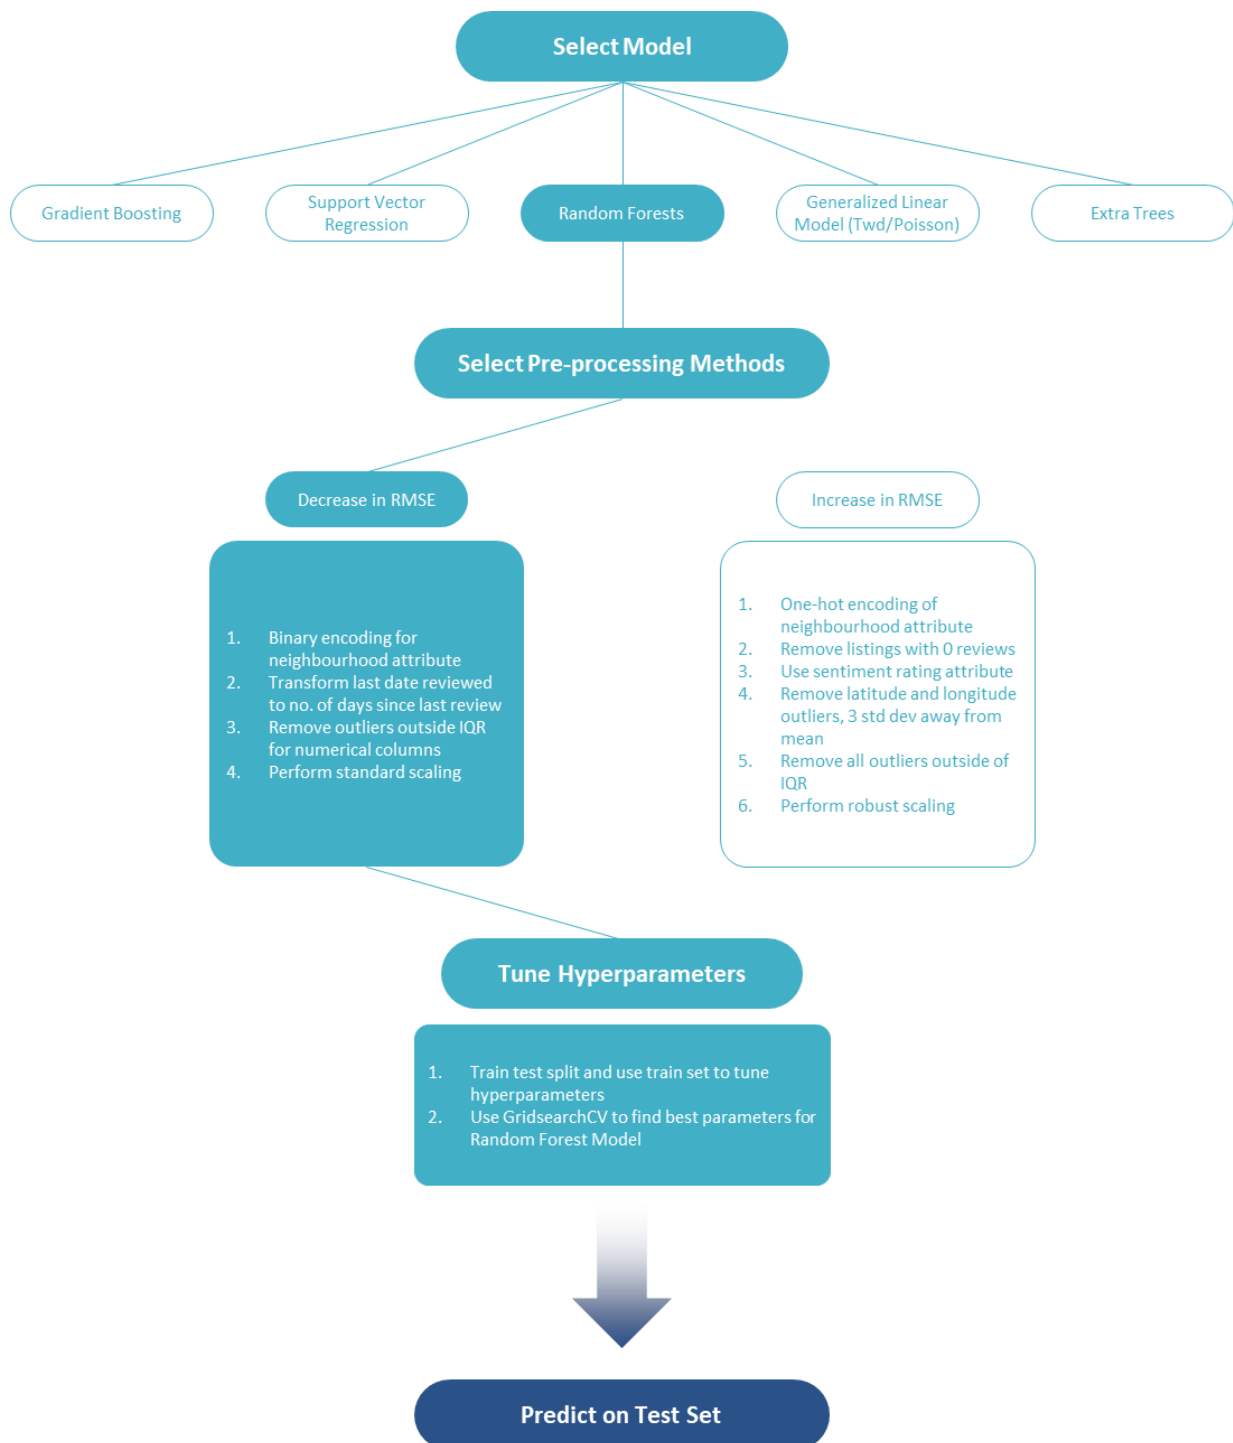 Select Model
Gradient Boosting
Support Vector
Regression
Random Forests
Generalized Linear
Model (Twd/Poisson)
Extra Trees
Select Pre-processing Methods
Decrease in RMSE
Increase in RMSE
1. Binary encoding for
neighbourhood attribute
2. Transform last date reviewed
to no. of days since last review
3. Remove outliers outside IQR
for numerical columns
4. Perform standard scaling
1. One-hot encoding of
neighbourhood attribute
2. Remove listings with 0 reviews
3. Use sentiment rating attribute
4. Remove latitude and longitude
outliers, 3 std dev away from
mean
5. Remove all outliers outside of
IQR
6. Perform robust scaling
Tune Hyperparameters
1. Train test split and use train set to tune
hyperparameters
2. Use GridsearchCV to find best parameters for
Random Forest Model
Predict on Test Set